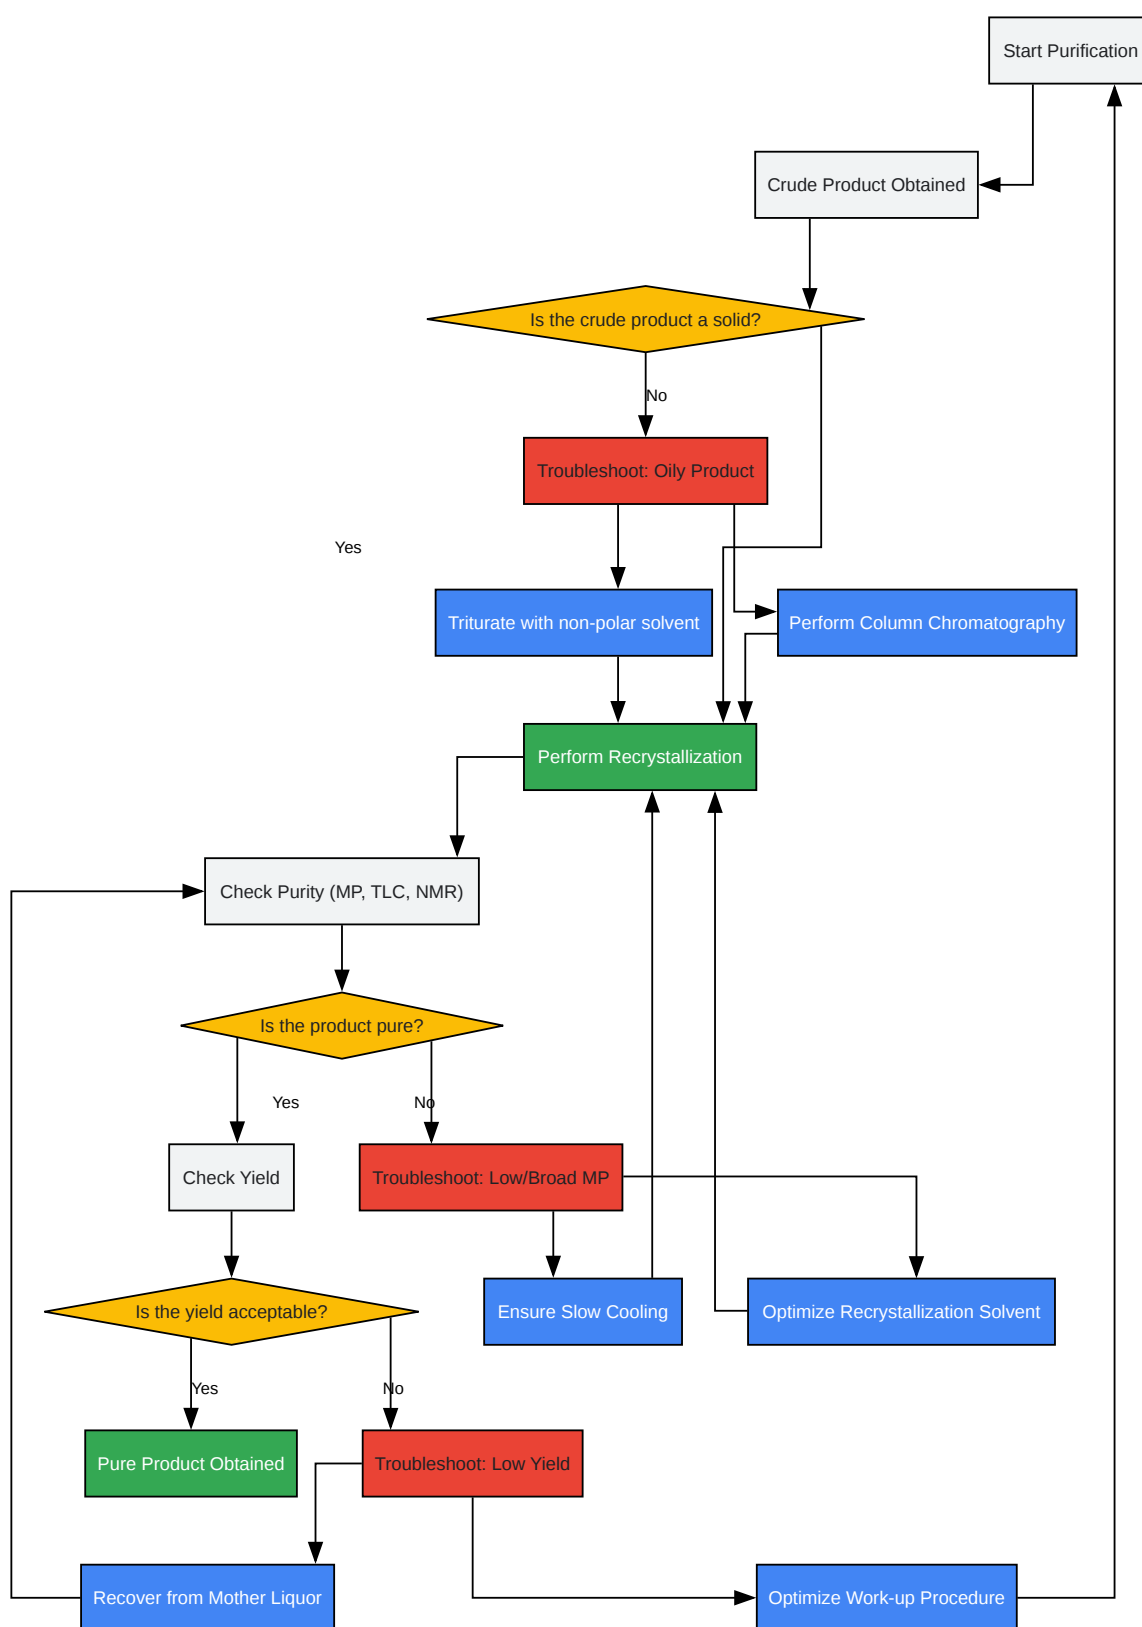 Start Purification
Crude Product Obtained
Is the crude product a solid?
No
Troubleshoot: Oily Product
Yes
Triturate with non-polar solvent
Perform Column Chromatography
Perform Recrystallization
Check Purity (MP, TLC, NMR)
Is the product pure?
Yes
No
Check Yield
Troubleshoot: Low/Broad MP
Is the yield acceptable?
Ensure Slow Cooling
Optimize Recrystallization Solvent
Yes
No
Pure Product Obtained
Troubleshoot: Low Yield
Recover from Mother Liquor
Optimize Work-up Procedure